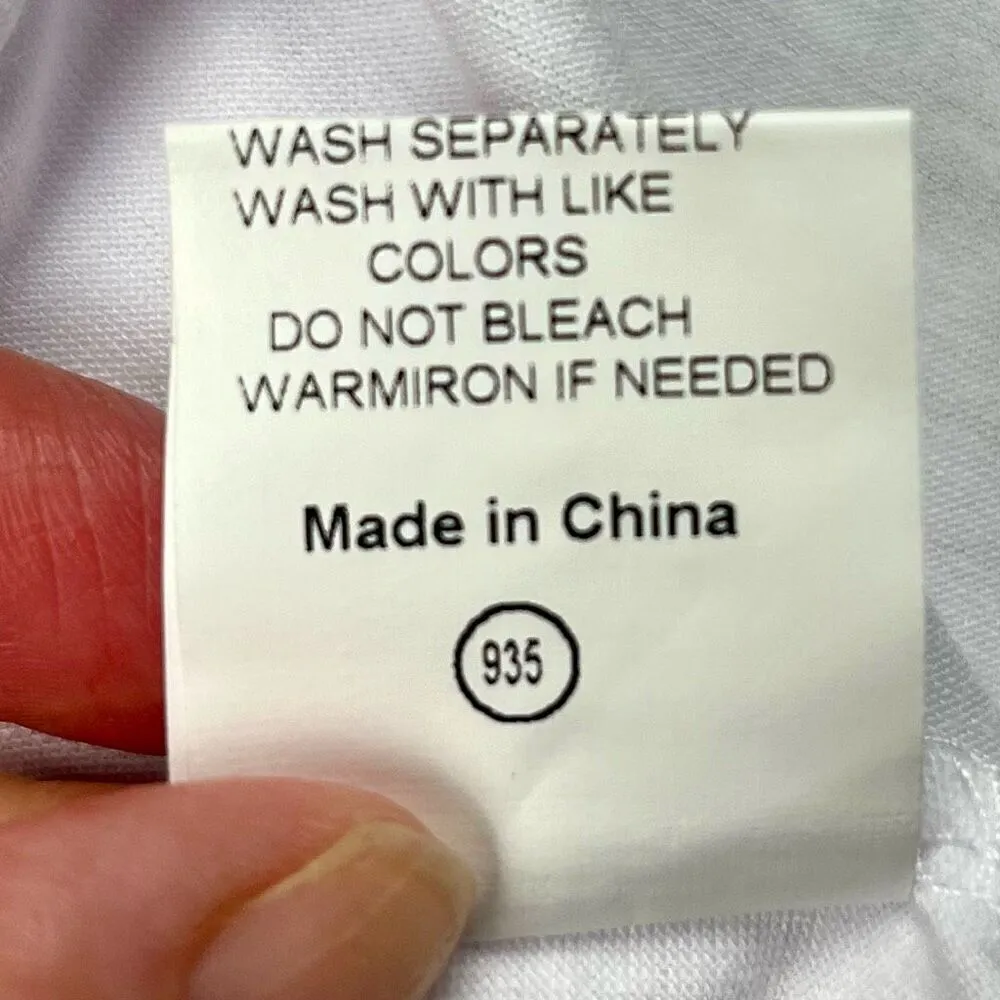 WASH SEPARATELY
WASH WITH LIKE
COLORS
DO NOT BLEACH
WARMIRON IF NEEDED
Made in China
935